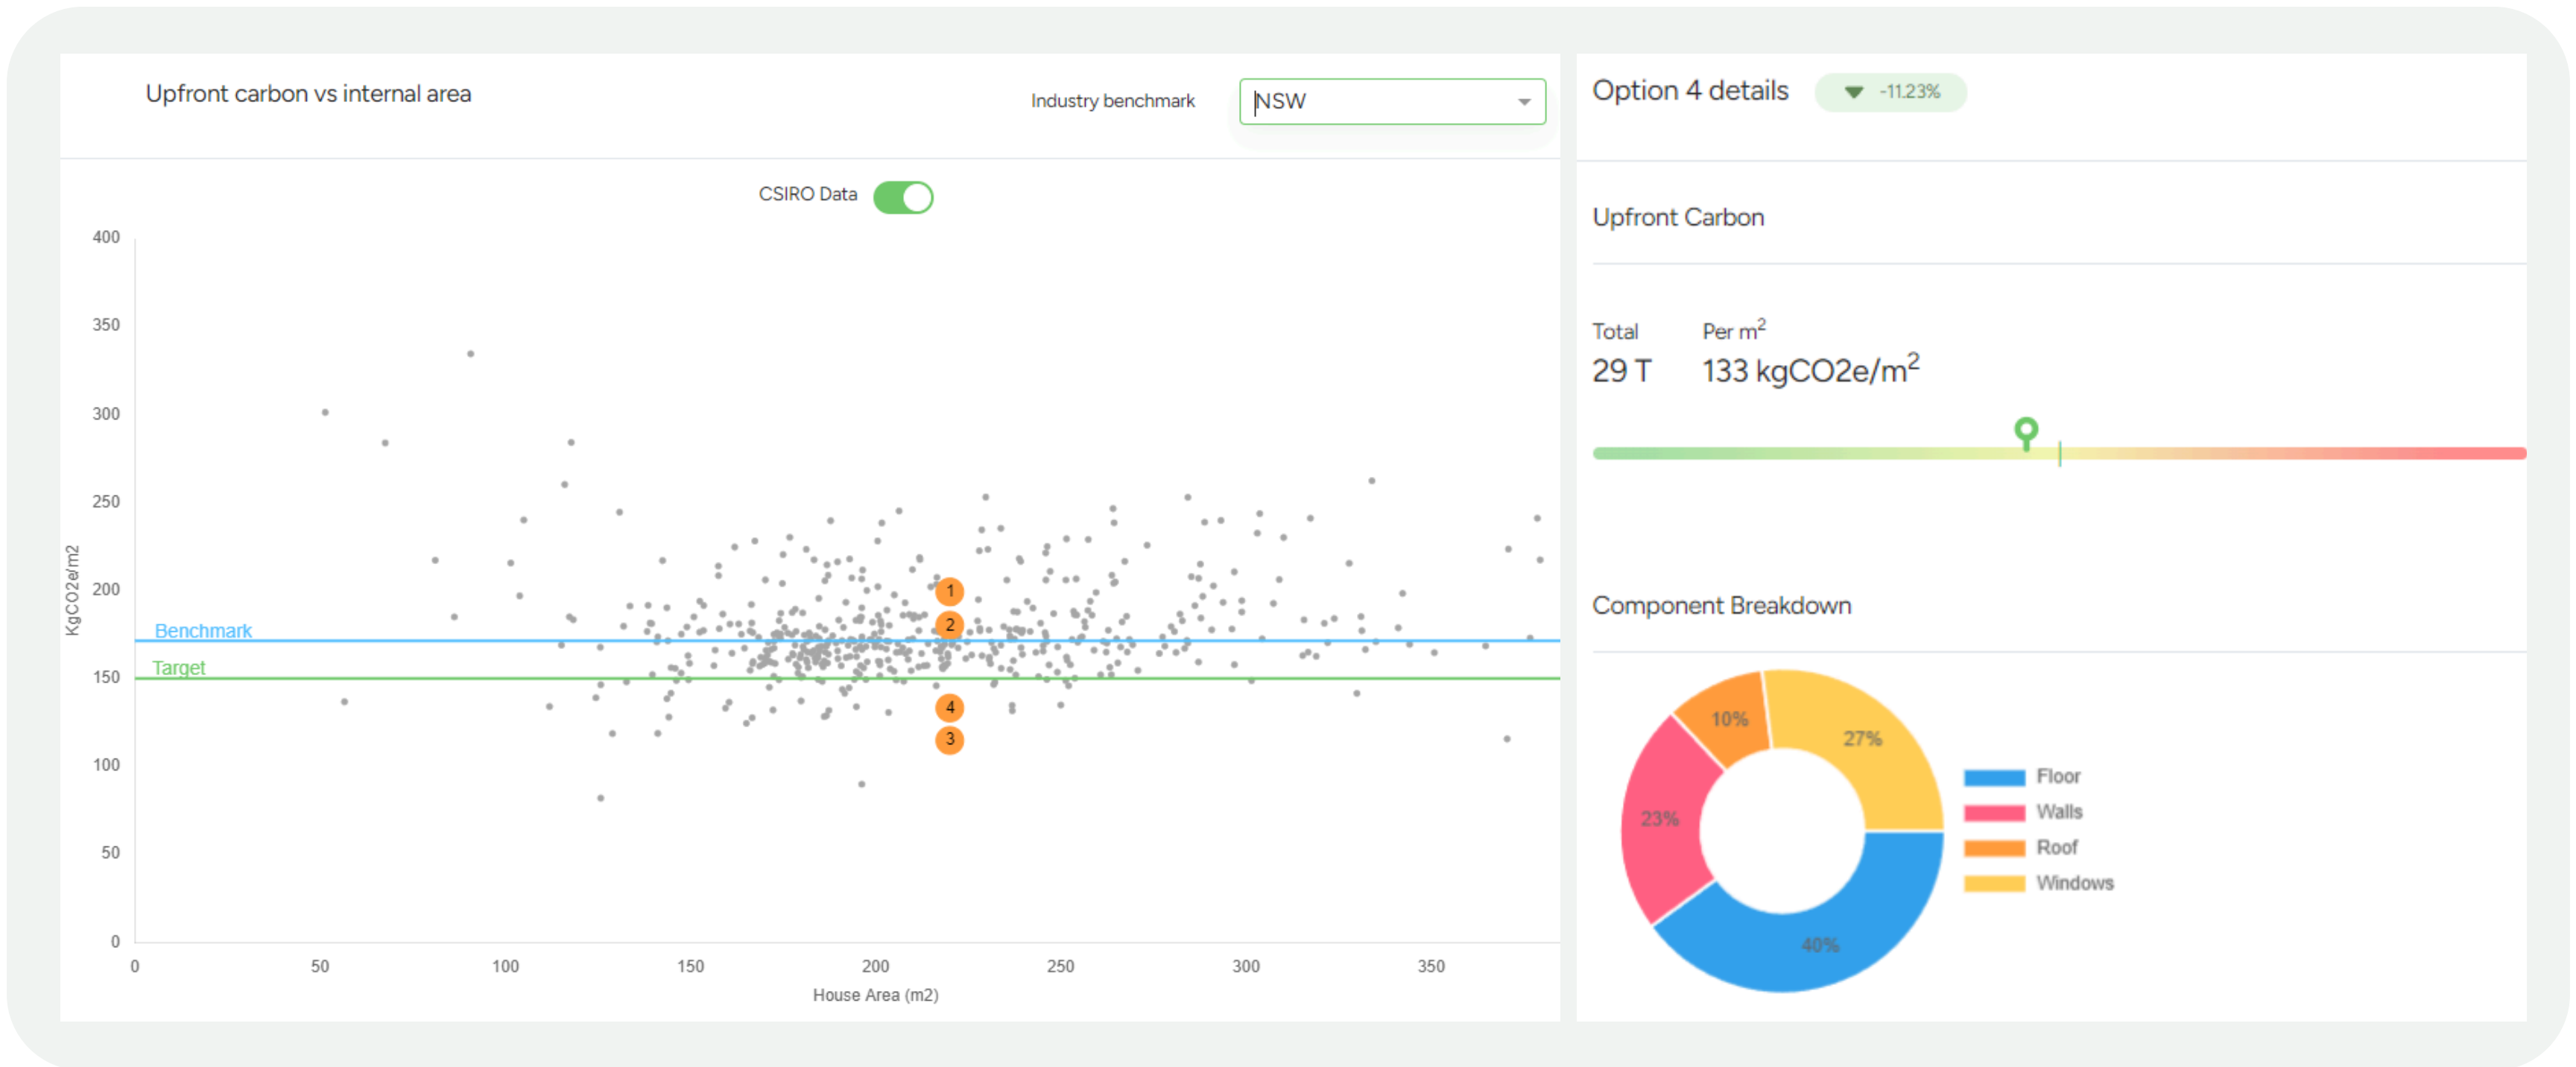 Upfront carbon vs internal area
Industry benchmark
NSW
CSIRO Data
400
350
300
250
200
150
100
50
0
KgCO2e/m2
Benchmark
Target
1
2
4
3
0 50 100 150 200 250 300 350
House Area (m2)
Option 4 details
-11.23%
Upfront Carbon
Total Per m²
29 T 133 kgCO2e/m²
Component Breakdown
10%
27%
23%
40%
Floor
Walls
Roof
Windows